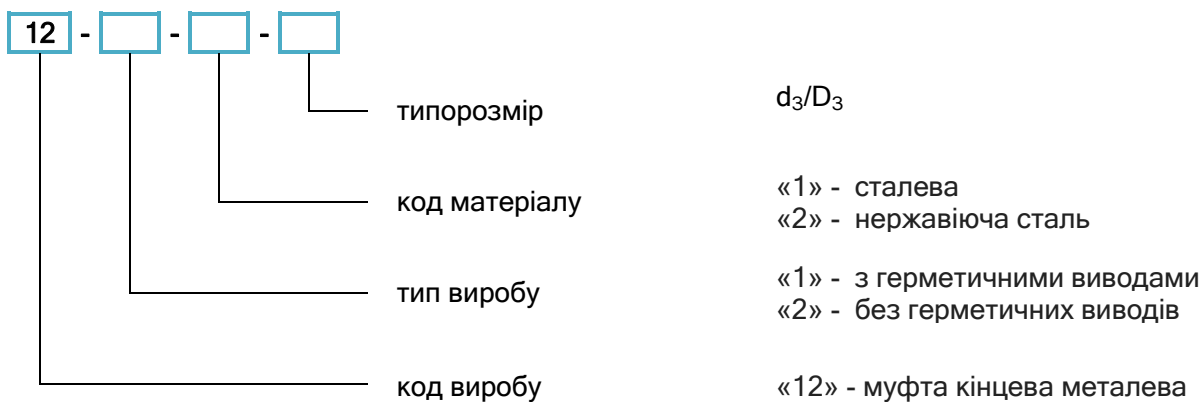 12 - - -
типорозмір d₃/D₃
код матеріалу «1» - сталева
«2» - нержавіюча сталь
тип виробу «1» - з герметичними виводами
«2» - без герметичних виводів
код виробу «12» - муфта кінцева металева